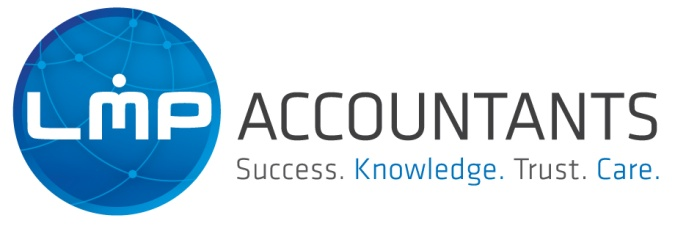 LMP ACCOUNTANTS
Success. Knowledge. Trust. Care.